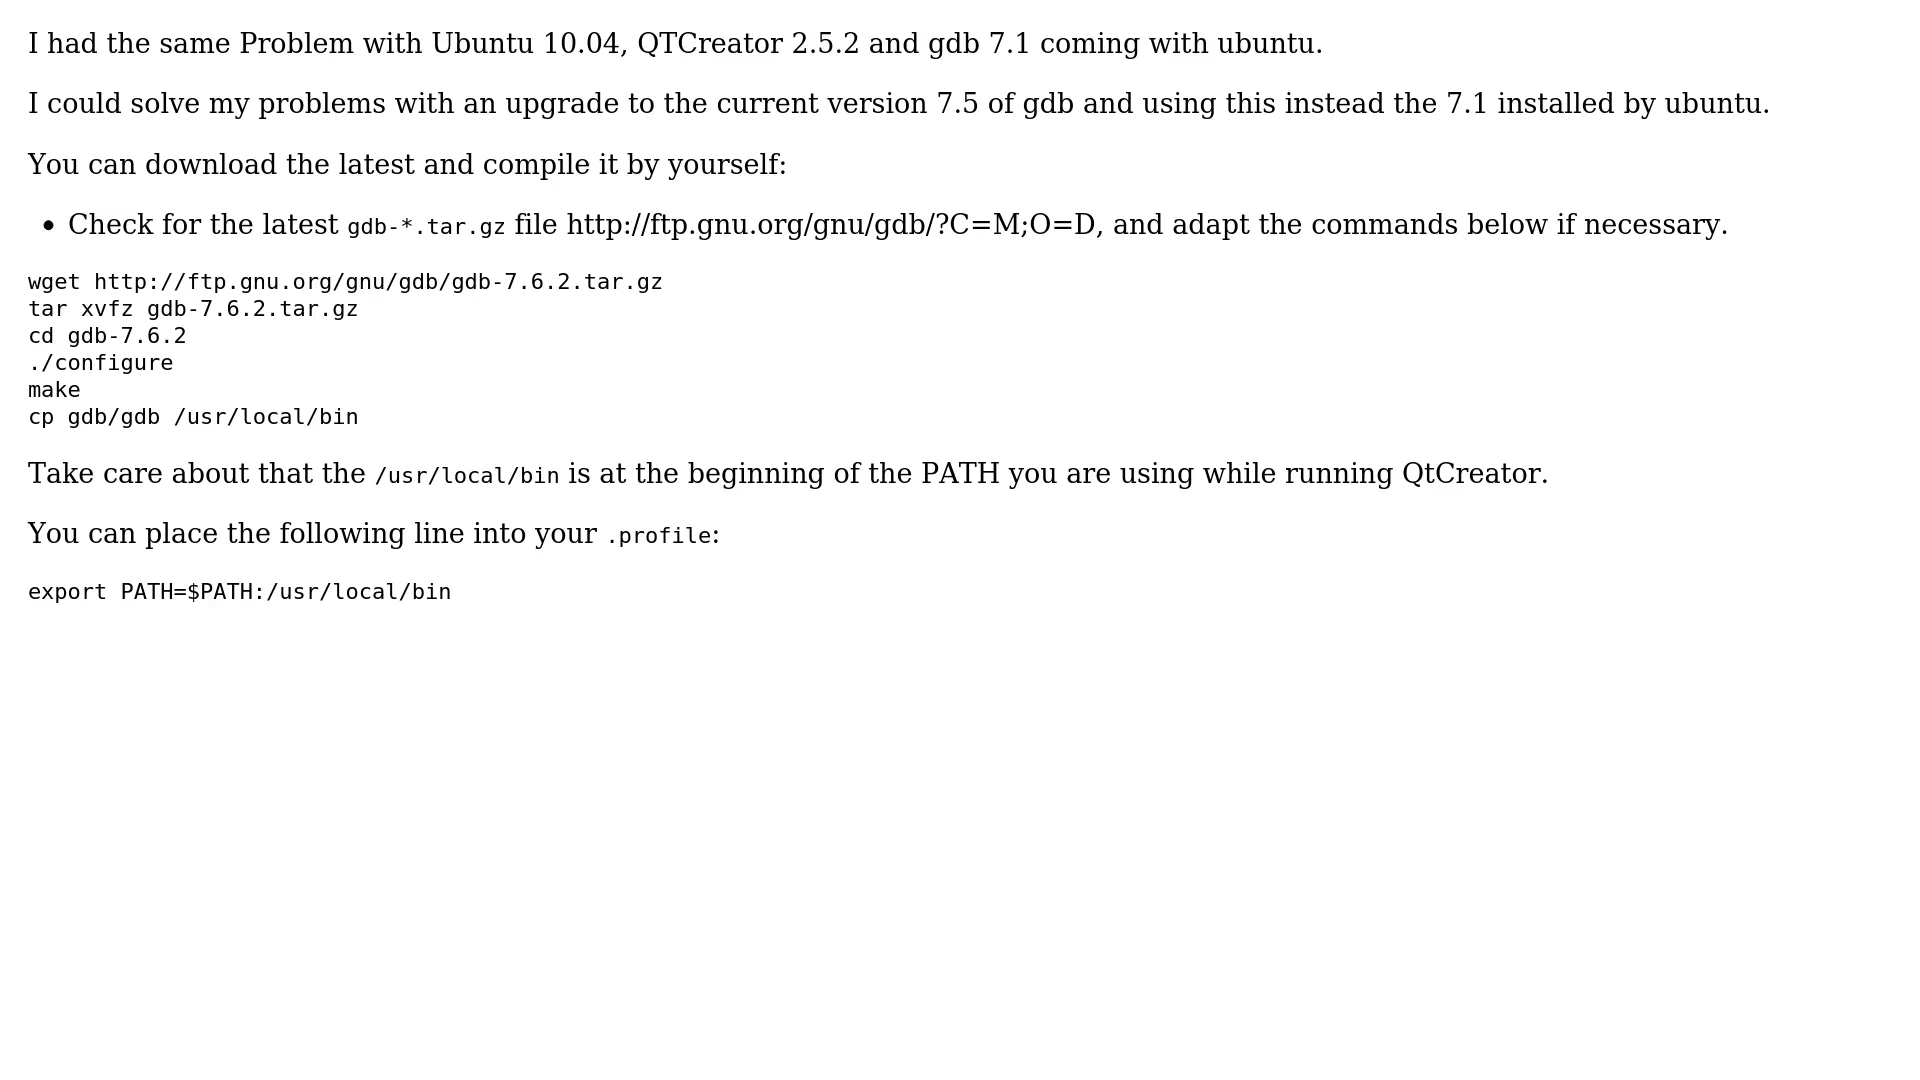 I had the same Problem with Ubuntu 10.04, QTCreator 2.5.2 and gdb 7.1 coming with ubuntu.
I could solve my problems with an upgrade to the current version 7.5 of gdb and using this instead the 7.1 installed by ubuntu.
You can download the latest and compile it by yourself:
• Check for the latest gdb-*.tar.gz file http://ftp.gnu.org/gnu/gdb/?C=M;O=D, and adapt the commands below if necessary.
wget http://ftp.gnu.org/gnu/gdb/gdb-7.6.2.tar.gz
tar xvfz gdb-7.6.2.tar.gz
cd gdb-7.6.2
./configure
make
cp gdb/gdb /usr/local/bin
Take care about that the /usr/local/bin is at the beginning of the PATH you are using while running QtCreator.
You can place the following line into your .profile:
export PATH=$PATH:/usr/local/bin